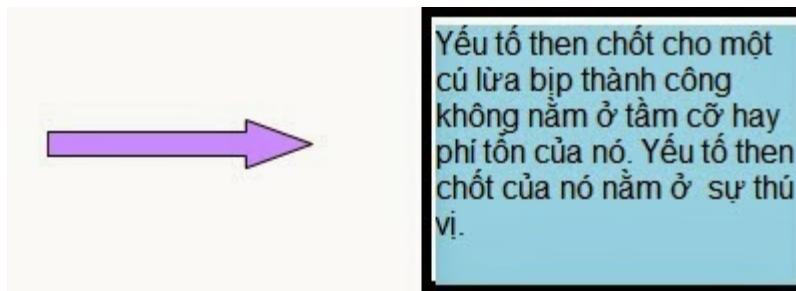 Yếu tố then chốt cho một
cú lừa bịp thành công
không nằm ở tầm cỡ hay
phí tổn của nó. Yếu tố then
chốt của nó nằm ở sự thú
vị.